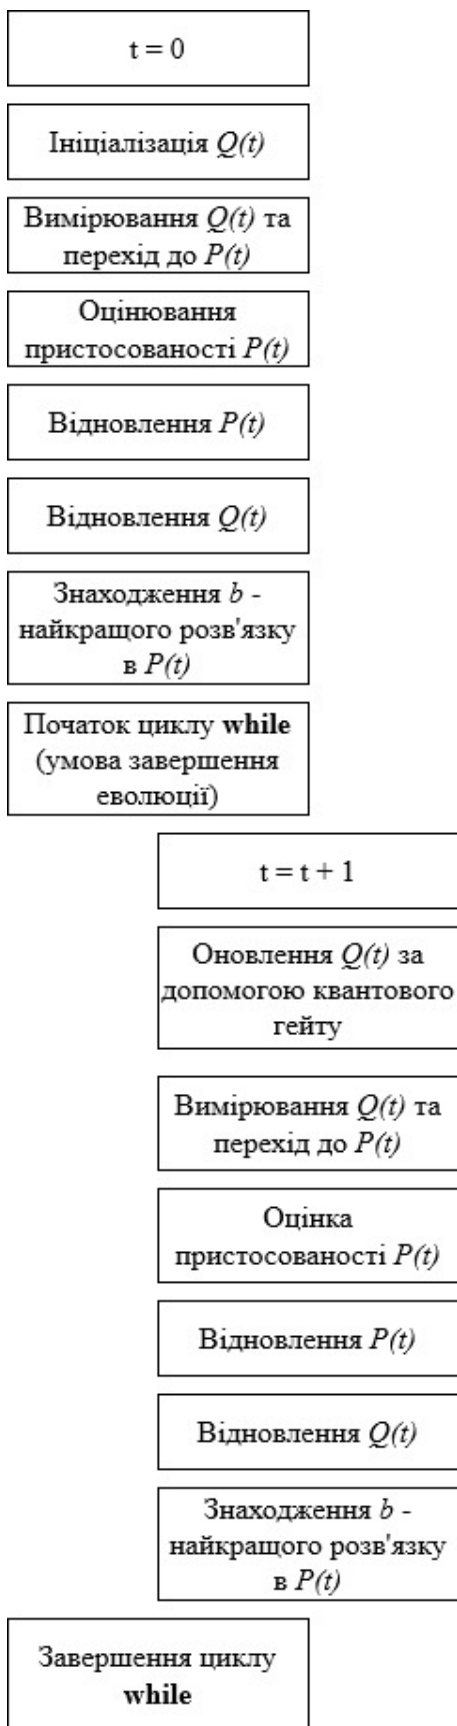 t = 0
Ініціалізація Q(t)
Вимірювання Q(t) та
перехід до P(t)
Оцінювання
пристосованості P(t)
Відновлення P(t)
Відновлення Q(t)
Знаходження b -
найкращого розв'язку
в P(t)
Початок циклу while
(умова завершення
еволюції)
t = t + 1
Оновлення Q(t) за
допомогою квантового
гейту
Вимірювання Q(t) та
перехід до P(t)
Оцінка
пристосованості P(t)
Відновлення P(t)
Відновлення Q(t)
Знаходження b -
найкращого розв'язку
в P(t)
Завершення циклу
while